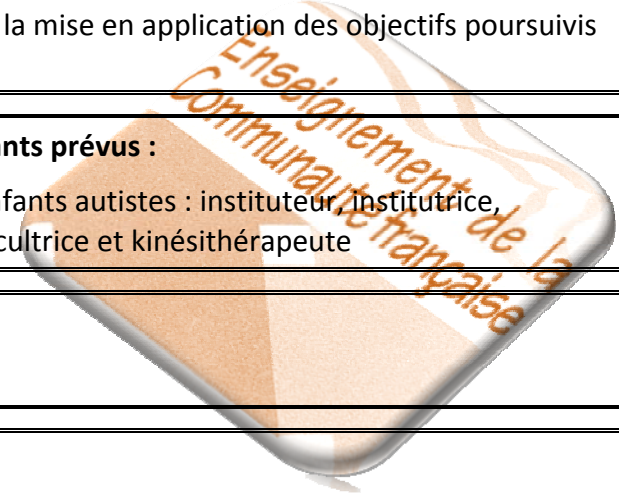 la mise en application des objectifs poursuivis
Enseignement de la
Communauté française
nts prévus :
fants autistes : instituteur, institutrice,
cultrice et kinésithérapeute